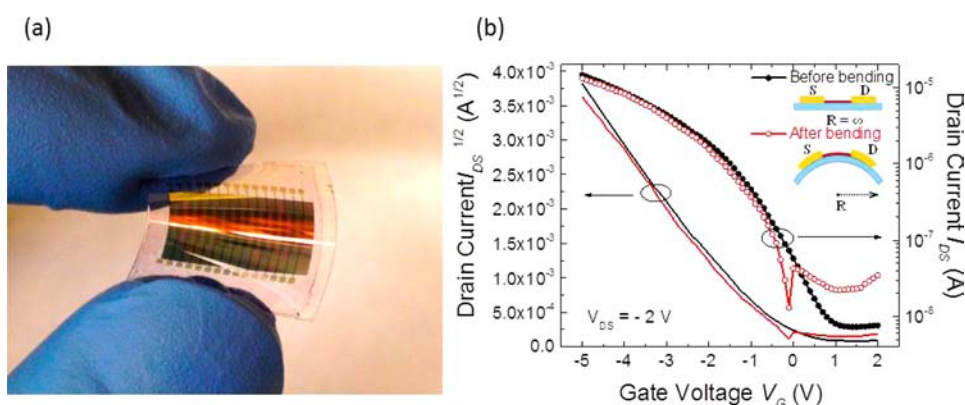 (a)
(b)
4.0x10⁻³
3.5x10⁻³
3.0x10⁻³
2.5x10⁻³
2.0x10⁻³
1.5x10⁻³
1.0x10⁻³
5.0x10⁻⁴
0.0
Drain Current I_DS^1/2 (A^1/2)
Before bending
S D
R = ∞
After bending
S D
R
V_DS = - 2 V
10⁻⁵
10⁻⁶
10⁻⁷
10⁻⁸
Drain Current I_DS (A)
-5 -4 -3 -2 -1 0 1 2
Gate Voltage V_G (V)